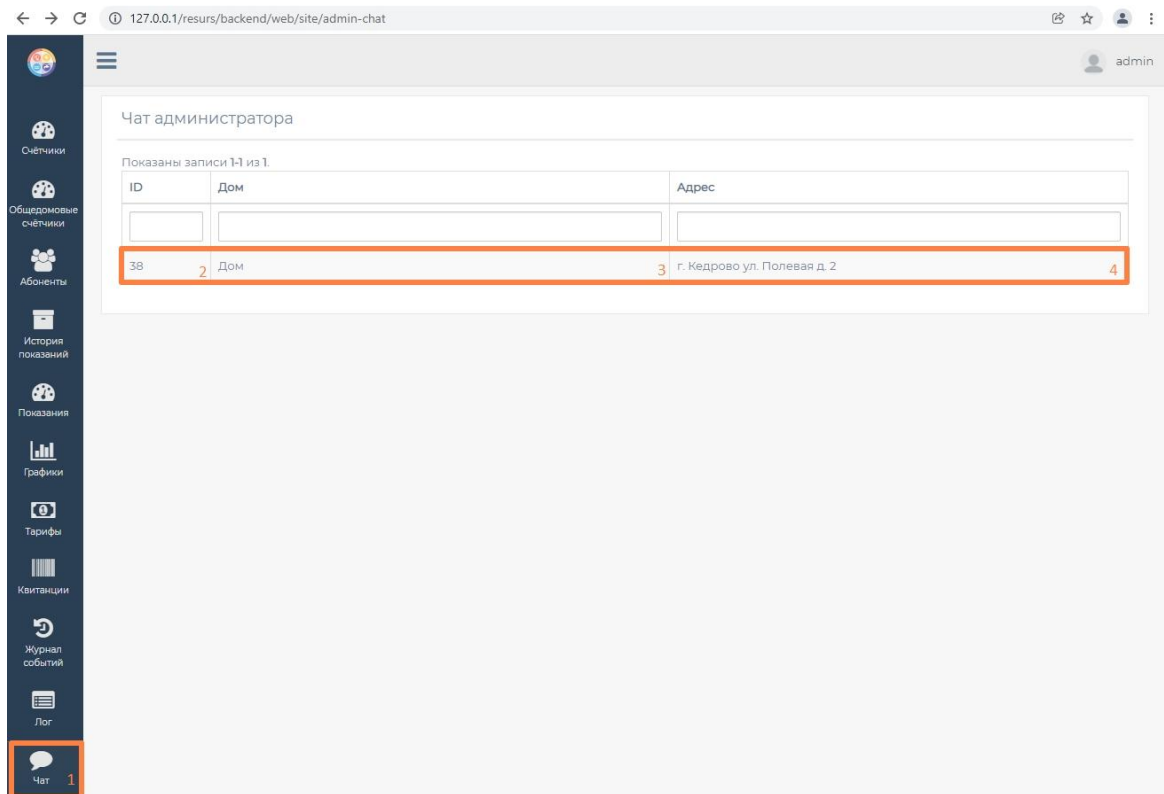 127.0.0.1/resurs/backend/web/site/admin-chat
admin
Счётчики
Общедомовые
счётчики
Абоненты
История
показаний
Показания
Графики
Тарифы
Квитанции
Журнал
событий
Лог
Чат 1
Чат администратора
Показаны записи 1-1 из 1.
ID Дом Адрес
38 2 Дом 3 г. Кедрово ул. Полевая д. 2 4